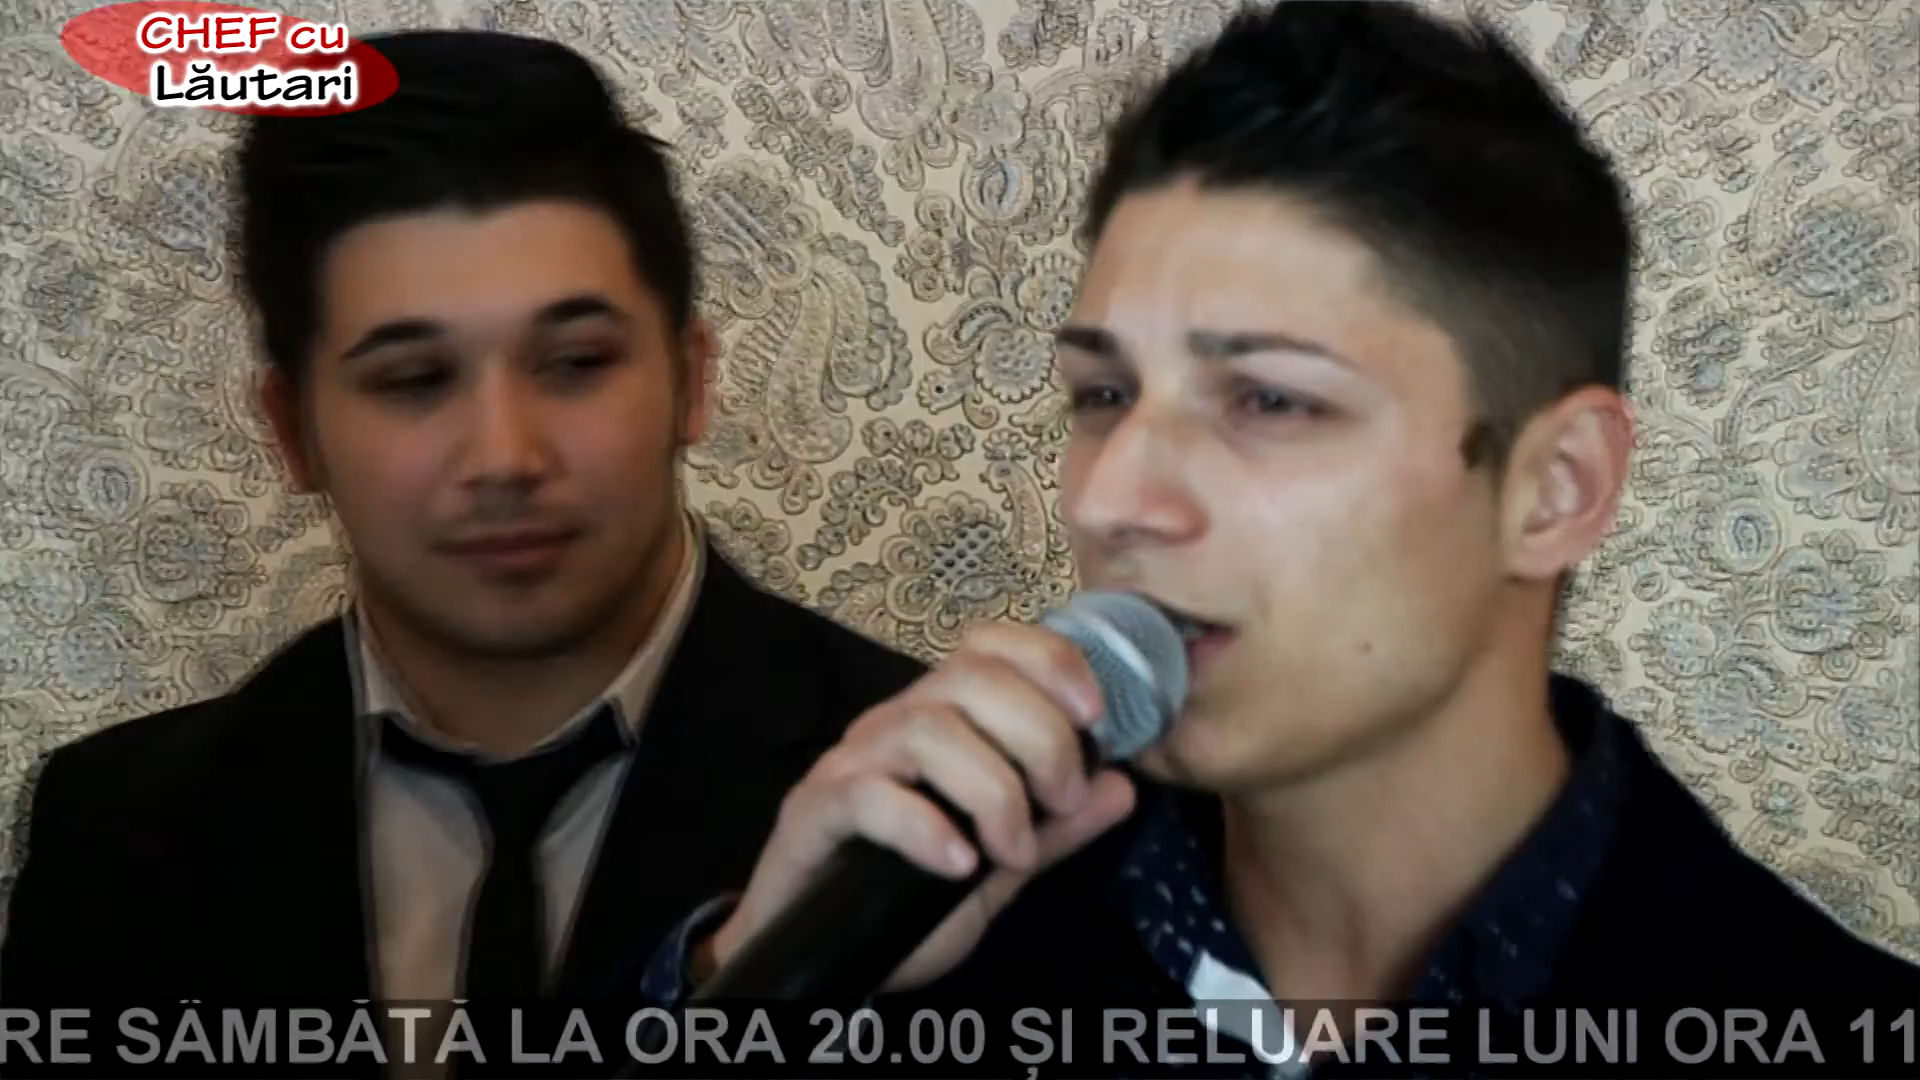 CHEF cu
Lăutari
RE SÂMBĂTĂ LA ORA 20.00 ȘI RELUARE LUNI ORA 11